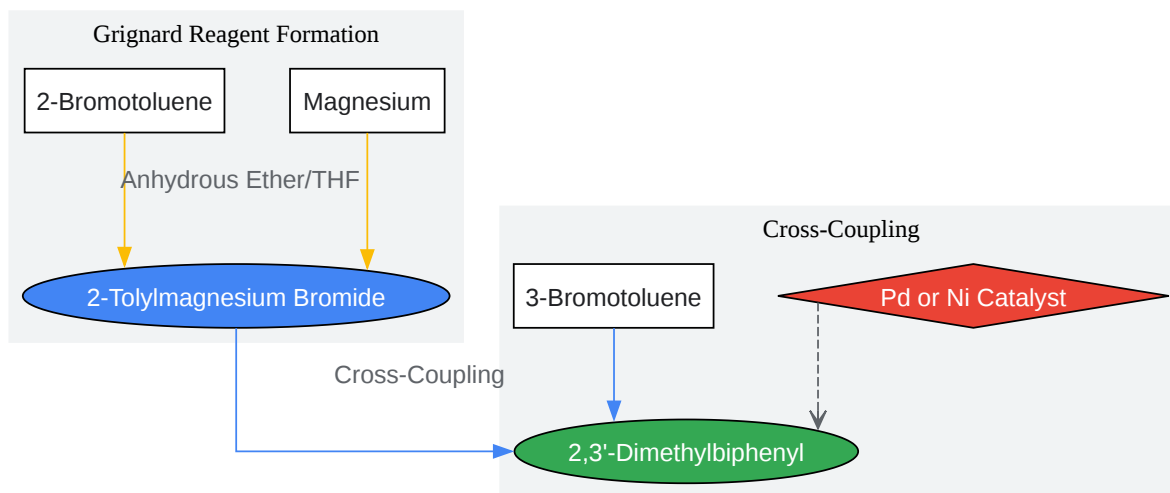 Grignard Reagent Formation
2-Bromotoluene
Magnesium
Anhydrous Ether/THF
2-Tolylmagnesium Bromide
Cross-Coupling
Cross-Coupling
3-Bromotoluene
Pd or Ni Catalyst
2,3'-Dimethylbiphenyl